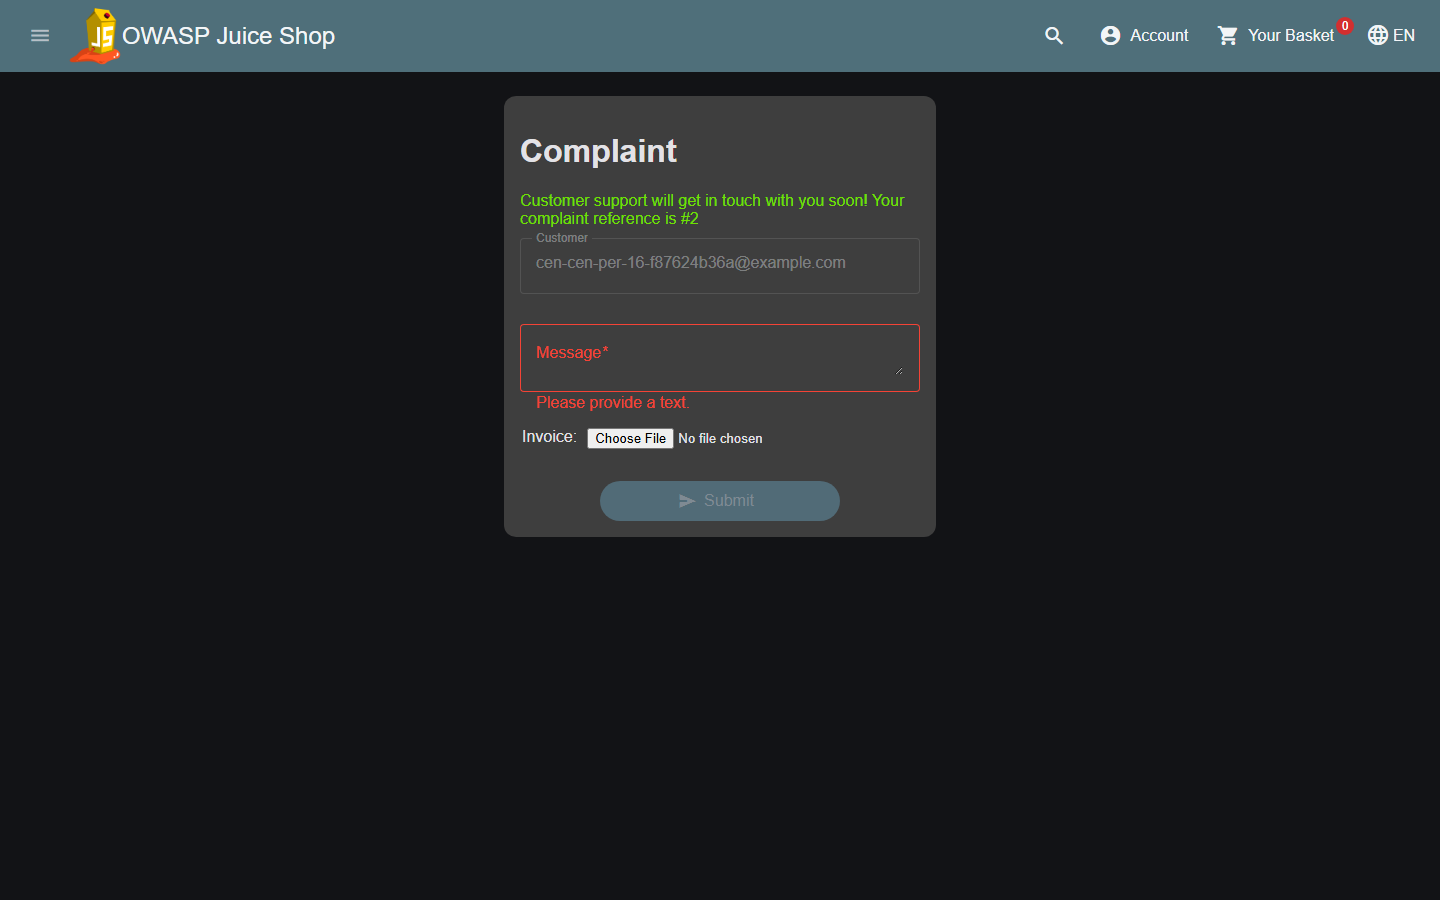 OWASP Juice Shop
Account
Your Basket
0
EN
Complaint
Customer support will get in touch with you soon! Your
complaint reference is #2
Customer
cen-cen-per-16-f87624b36a@example.com
Message*
Please provide a text.
Invoice: Choose File No file chosen
Submit